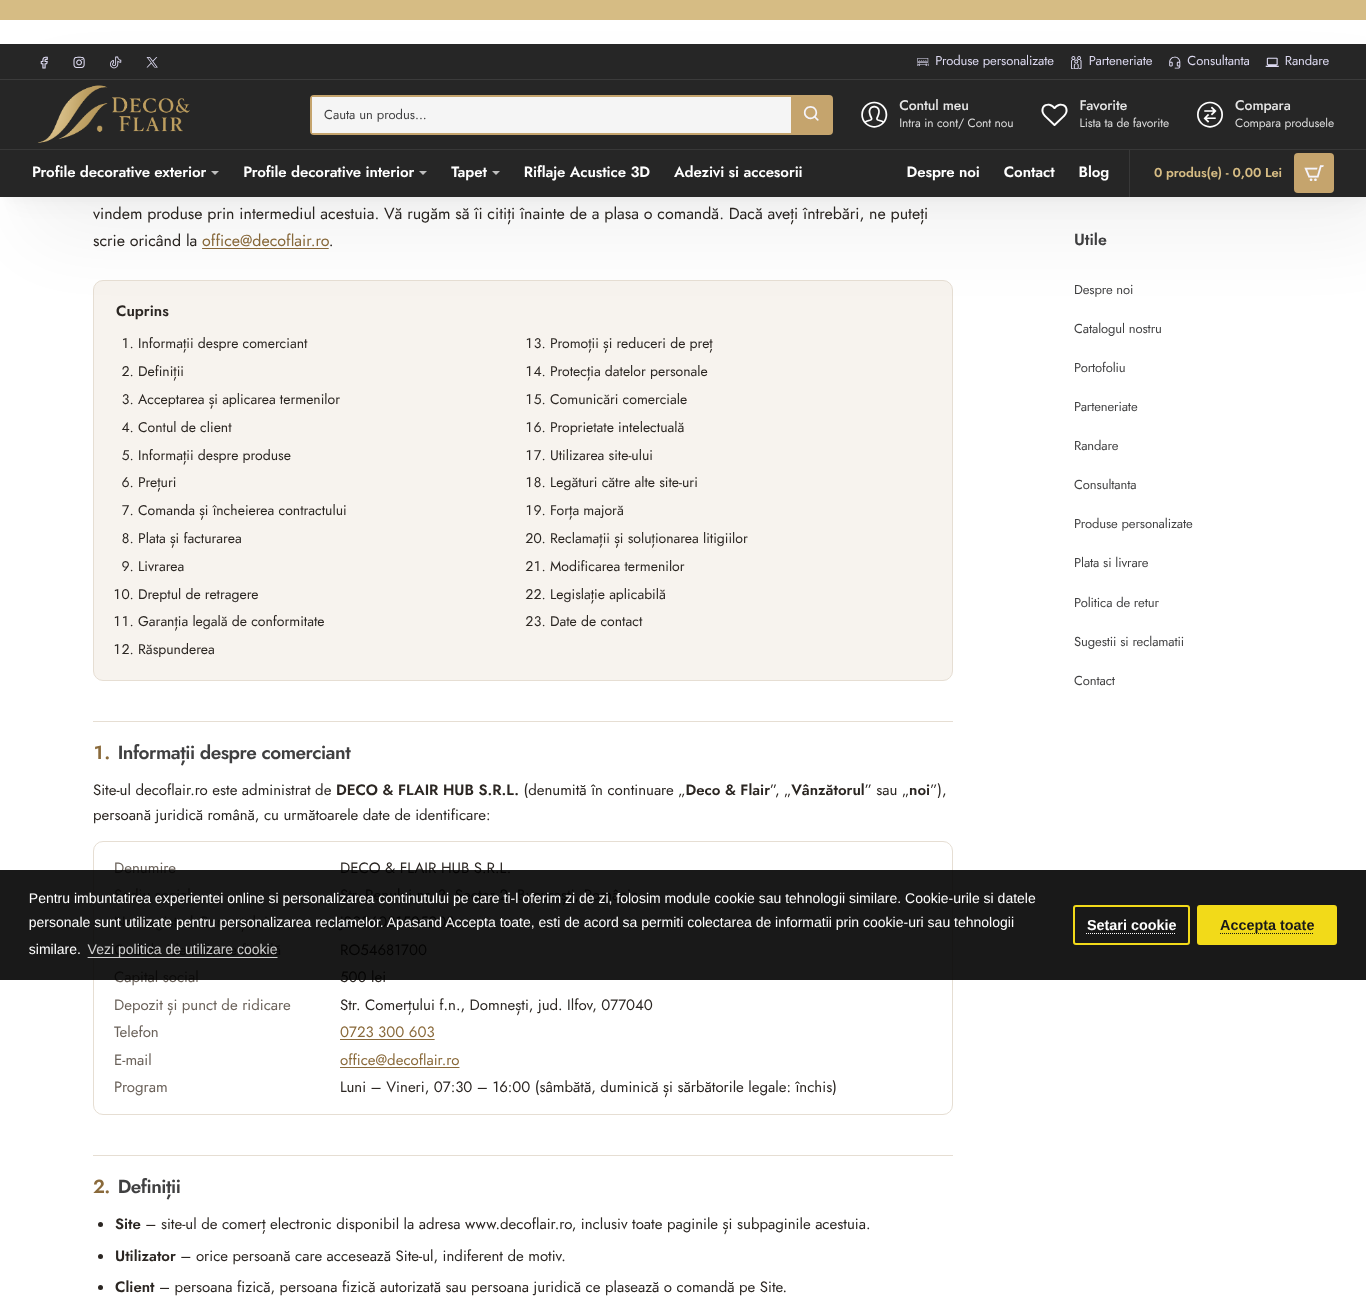 Produse personalizate
Parteneriate
Consultanta
Randare
DECO&
FLAIR
Cauta un produs...
Contul meu
Intra in cont/ Cont nou
Favorite
Lista ta de favorite
Compara
Compara produsele
Profile decorative exterior
Profile decorative interior
Tapet
Riflaje Acustice 3D
Adezivi si accesorii
Despre noi
Contact
Blog
0 produs(e) - 0,00 Lei
vindem produse prin intermediul acestuia. Vă rugăm să îi citiți înainte de a plasa o comandă. Dacă aveți întrebări, ne puteți
scrie oricând la office@decoflair.ro.
Cuprins
1. Informații despre comerciant
2. Definiții
3. Acceptarea și aplicarea termenilor
4. Contul de client
5. Informații despre produse
6. Prețuri
7. Comanda și încheierea contractului
8. Plata și facturarea
9. Livrarea
10. Dreptul de retragere
11. Garanția legală de conformitate
12. Răspunderea
13. Promoții și reduceri de preț
14. Protecția datelor personale
15. Comunicări comerciale
16. Proprietate intelectuală
17. Utilizarea site-ului
18. Legături către alte site-uri
19. Forța majoră
20. Reclamații și soluționarea litigiilor
21. Modificarea termenilor
22. Legislație aplicabilă
23. Date de contact
Utile
Despre noi
Catalogul nostru
Portofoliu
Parteneriate
Randare
Consultanta
Produse personalizate
Plata si livrare
Politica de retur
Sugestii si reclamatii
Contact
1. Informații despre comerciant
Site-ul decoflair.ro este administrat de DECO & FLAIR HUB S.R.L. (denumită în continuare „Deco & Flair”, „Vânzătorul” sau „noi”),
persoană juridică română, cu următoarele date de identificare:
Denumire DECO & FLAIR HUB S.R.L.
Pentru imbunatatirea experientei online si personalizarea continutului pe care ti-l oferim zi de zi, folosim module cookie sau tehnologii similare. Cookie-urile si datele
personale sunt utilizate pentru personalizarea reclamelor. Apasand Accepta toate, esti de acord sa permiti colectarea de informatii prin cookie-uri sau tehnologii
similare. Vezi politica de utilizare cookie
Setari cookie
Accepta toate
RO54681700
Capital social 500 lei
Depozit și punct de ridicare Str. Comerțului f.n., Domnești, jud. Ilfov, 077040
Telefon 0723 300 603
E-mail office@decoflair.ro
Program Luni – Vineri, 07:30 – 16:00 (sâmbătă, duminică și sărbătorile legale: închis)
2. Definiții
• Site – site-ul de comerț electronic disponibil la adresa www.decoflair.ro, inclusiv toate paginile și subpaginile acestuia.
• Utilizator – orice persoană care accesează Site-ul, indiferent de motiv.
• Client – persoana fizică, persoana fizică autorizată sau persoana juridică ce plasează o comandă pe Site.